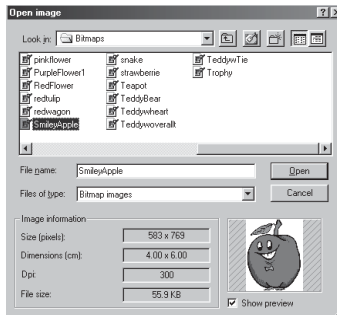 Open image
Look in: Bitmaps
pinkflower snake TeddywTie
PurpleFlower1 strawberrie Trophy
RedFlower Teapot
redtulip TeddyBear
redwagon Teddywheart
SmileyApple Teddywoverallt
File name: SmileyApple Open
Files of type: Bitmap images Cancel
Image information
Size (pixels): 583 x 769
Dimensions (cm): 4.00 x 6.00
Dpi: 300
File size: 55.9 KB
Show preview